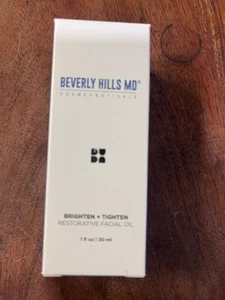 BEVERLY HILLS MD®
COSMECEUTICALS
BRIGHTEN + TIGHTEN
RESTORATIVE FACIAL OIL
1 fl oz | 30 ml